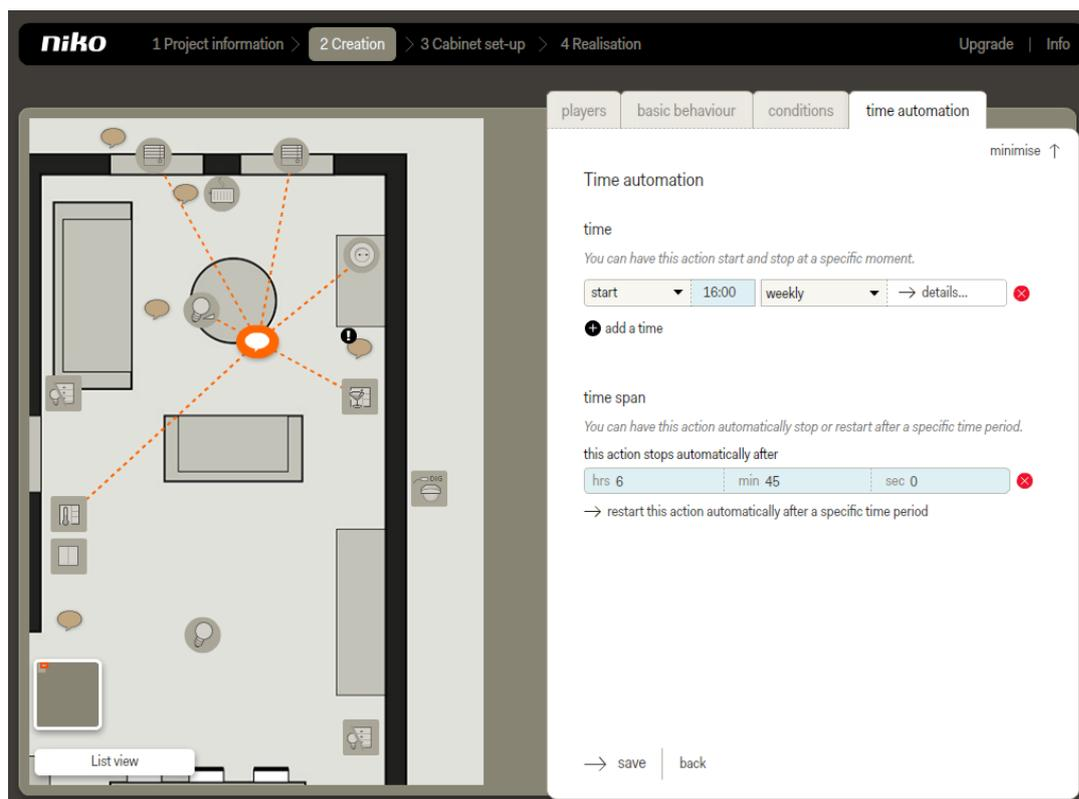 niko
1 Project information > 2 Creation > 3 Cabinet set-up > 4 Realisation
Upgrade | Info
players
basic behaviour
conditions
time automation
minimise ↑
Time automation
time
You can have this action start and stop at a specific moment.
start 16:00 weekly → details...
add a time
time span
You can have this action automatically stop or restart after a specific time period.
this action stops automatically after
hrs 6 min 45 sec 0
→ restart this action automatically after a specific time period
DIG
List view
→ save | back